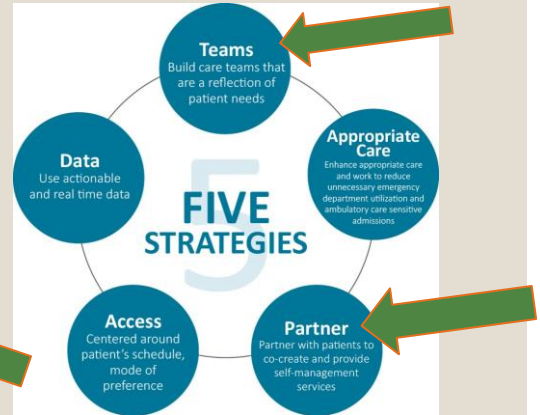 Teams
Build care teams that
are a reflection of
patient needs
Appropriate
Care
Enhance appropriate care
and work to reduce
unnecessary emergency
department utilization and
ambulatory care sensitive
admissions
Data
Use actionable
and real time data
5
FIVE
STRATEGIES
Access
Centered around
patient's schedule,
mode of
preference
Partner
Partner with patients to
co-create and provide
self-management
services